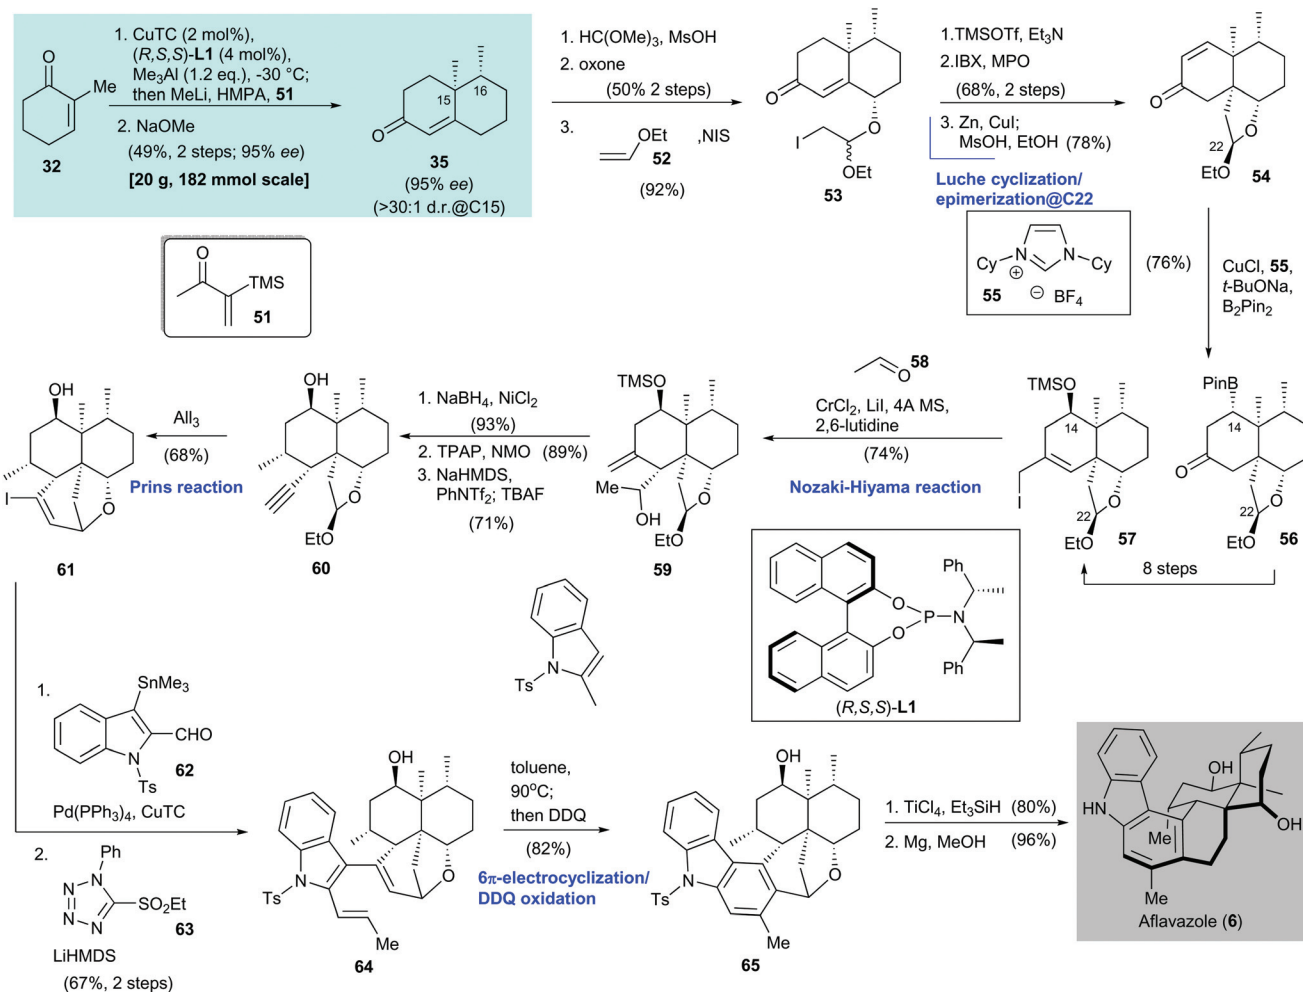 1. CuTC (2 mol%),
(R,S,S)-L1 (4 mol%),
Me3Al (1.2 eq.), -30 °C;
then MeLi, HMPA, 51
2. NaOMe
(49%, 2 steps; 95% ee)
[20 g, 182 mmol scale]
O
Me
32
15
16
O
35
(95% ee)
(>30:1 d.r.@C15)
1. HC(OMe)3, MsOH
2. oxone
(50% 2 steps)
3.
OEt
52
,NIS
(92%)
O
I
O
OEt
53
1.TMSOTf, Et3N
2.IBX, MPO
(68%, 2 steps)
3. Zn, CuI;
MsOH, EtOH (78%)
Luche cyclization/
epimerization@C22
O
O
22
EtO
54
O
TMS
51
Cy
N
N
Cy
⊕
55
⊖ BF4
(76%)
CuCl, 55,
t-BuONa,
B2Pin2
PinB
14
O
O
22
EtO
56
8 steps
TMSO
14
I
O
22
EtO
57
58
O
CrCl2, LiI, 4A MS,
2,6-lutidine
(74%)
Nozaki-Hiyama reaction
TMSO
Me
OH
O
EtO
59
1. NaBH4, NiCl2
(93%)
2. TPAP, NMO (89%)
3. NaHMDS,
PhNTf2; TBAF
(71%)
OH
O
EtO
60
AlI3
(68%)
Prins reaction
OH
I
O
61
Ph
O
P
N
O
Ph
(R,S,S)-L1
N
Ts
1.
SnMe3
CHO
N
Ts
62
Pd(PPh3)4, CuTC
2.
Ph
N
N
N
N
SO2Et
63
LiHMDS
(67%, 2 steps)
OH
O
N
Ts
Me
64
toluene,
90oC;
then DDQ
(82%)
6π-electrocyclization/
DDQ oxidation
OH
O
N
Ts
Me
65
1. TiCl4, Et3SiH (80%)
2. Mg, MeOH
(96%)
OH
HN
Me
OH
Me
Aflavazole (6)